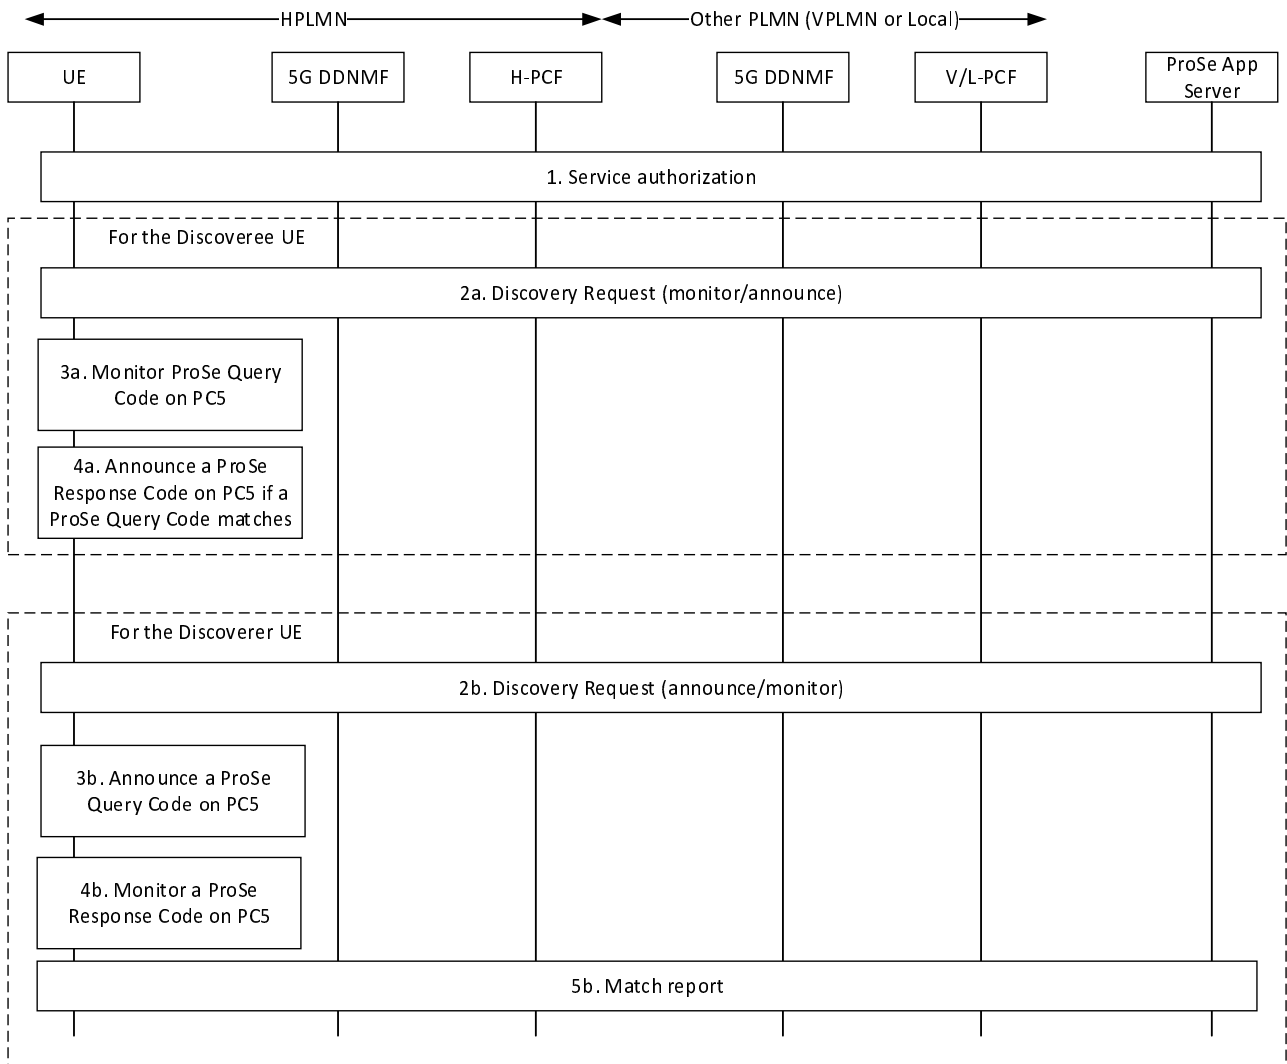 HPLMN
Other PLMN (VPLMN or Local)
UE
5G DDNMF
H-PCF
5G DDNMF
V/L-PCF
ProSe App
Server
1. Service authorization
For the Discoveree UE
2a. Discovery Request (monitor/announce)
3a. Monitor ProSe Query
Code on PC5
4a. Announce a ProSe
Response Code on PC5 if a
ProSe Query Code matches
For the Discoverer UE
2b. Discovery Request (announce/monitor)
3b. Announce a ProSe
Query Code on PC5
4b. Monitor a ProSe
Response Code on PC5
5b. Match report